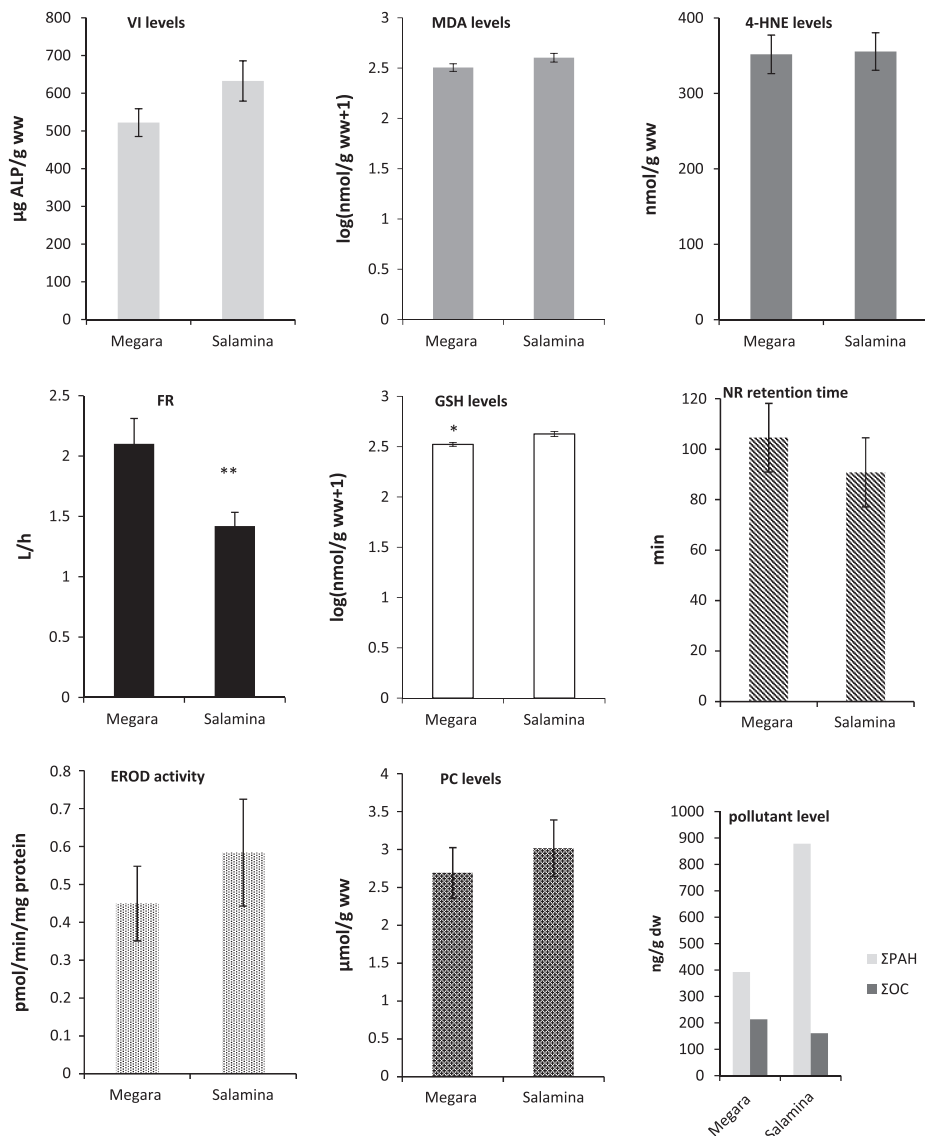 VI levels
µg ALP/g ww
800
700
600
500
400
300
200
100
0
Megara Salamina
MDA levels
log(nmol/g ww+1)
3
2.5
2
1.5
1
0.5
0
Megara Salamina
4-HNE levels
nmol/g ww
400
300
200
100
0
Megara Salamina
FR
L/h
2.5
2
1.5
1
0.5
0
**
Megara Salamina
GSH levels
log(nmol/g ww+1)
3
2.5
2
1.5
1
0.5
0
*
Megara Salamina
NR retention time
min
120
100
80
60
40
20
0
Megara Salamina
EROD activity
pmol/min/mg protein
0.8
0.7
0.6
0.5
0.4
0.3
0.2
0.1
0
Megara Salamina
PC levels
µmol/g ww
4
3.5
3
2.5
2
1.5
1
0.5
0
Megara Salamina
pollutant level
ng/g dw
1000
900
800
700
600
500
400
300
200
100
0
Megara Salamina
ΣPAH
ΣOC